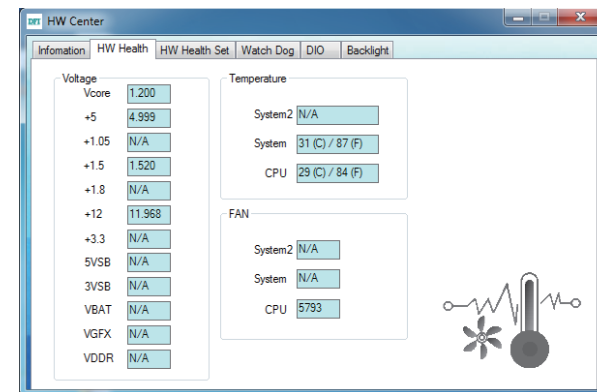 DFI HW Center
Infomation HW Health HW Health Set Watch Dog DIO Backlight
Voltage
Vcore 1.200
+5 4.999
+1.05 N/A
+1.5 1.520
+1.8 N/A
+12 11.968
+3.3 N/A
5VSB N/A
3VSB N/A
VBAT N/A
VGFX N/A
VDDR N/A
Temperature
System2 N/A
System 31 (C) / 87 (F)
CPU 29 (C) / 84 (F)
FAN
System2 N/A
System N/A
CPU 5793